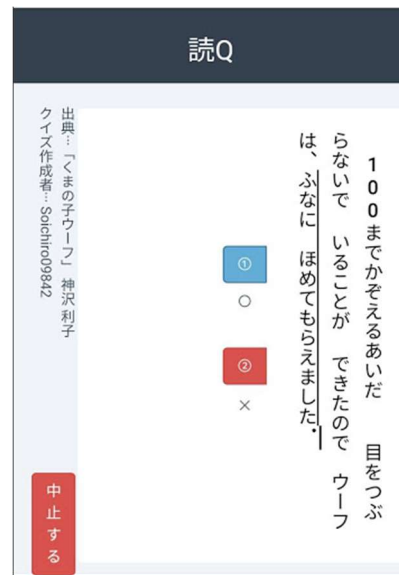 読Q
100までかぞえるあいだ 目をつぶ
らないで いることが できたので ウーフ
は、ふなに ほめてもらえました.
①
○
②
×
出典…「くまの子ウーフ」 神沢 利子
クイズ作成者… Soichiro09842
中止する